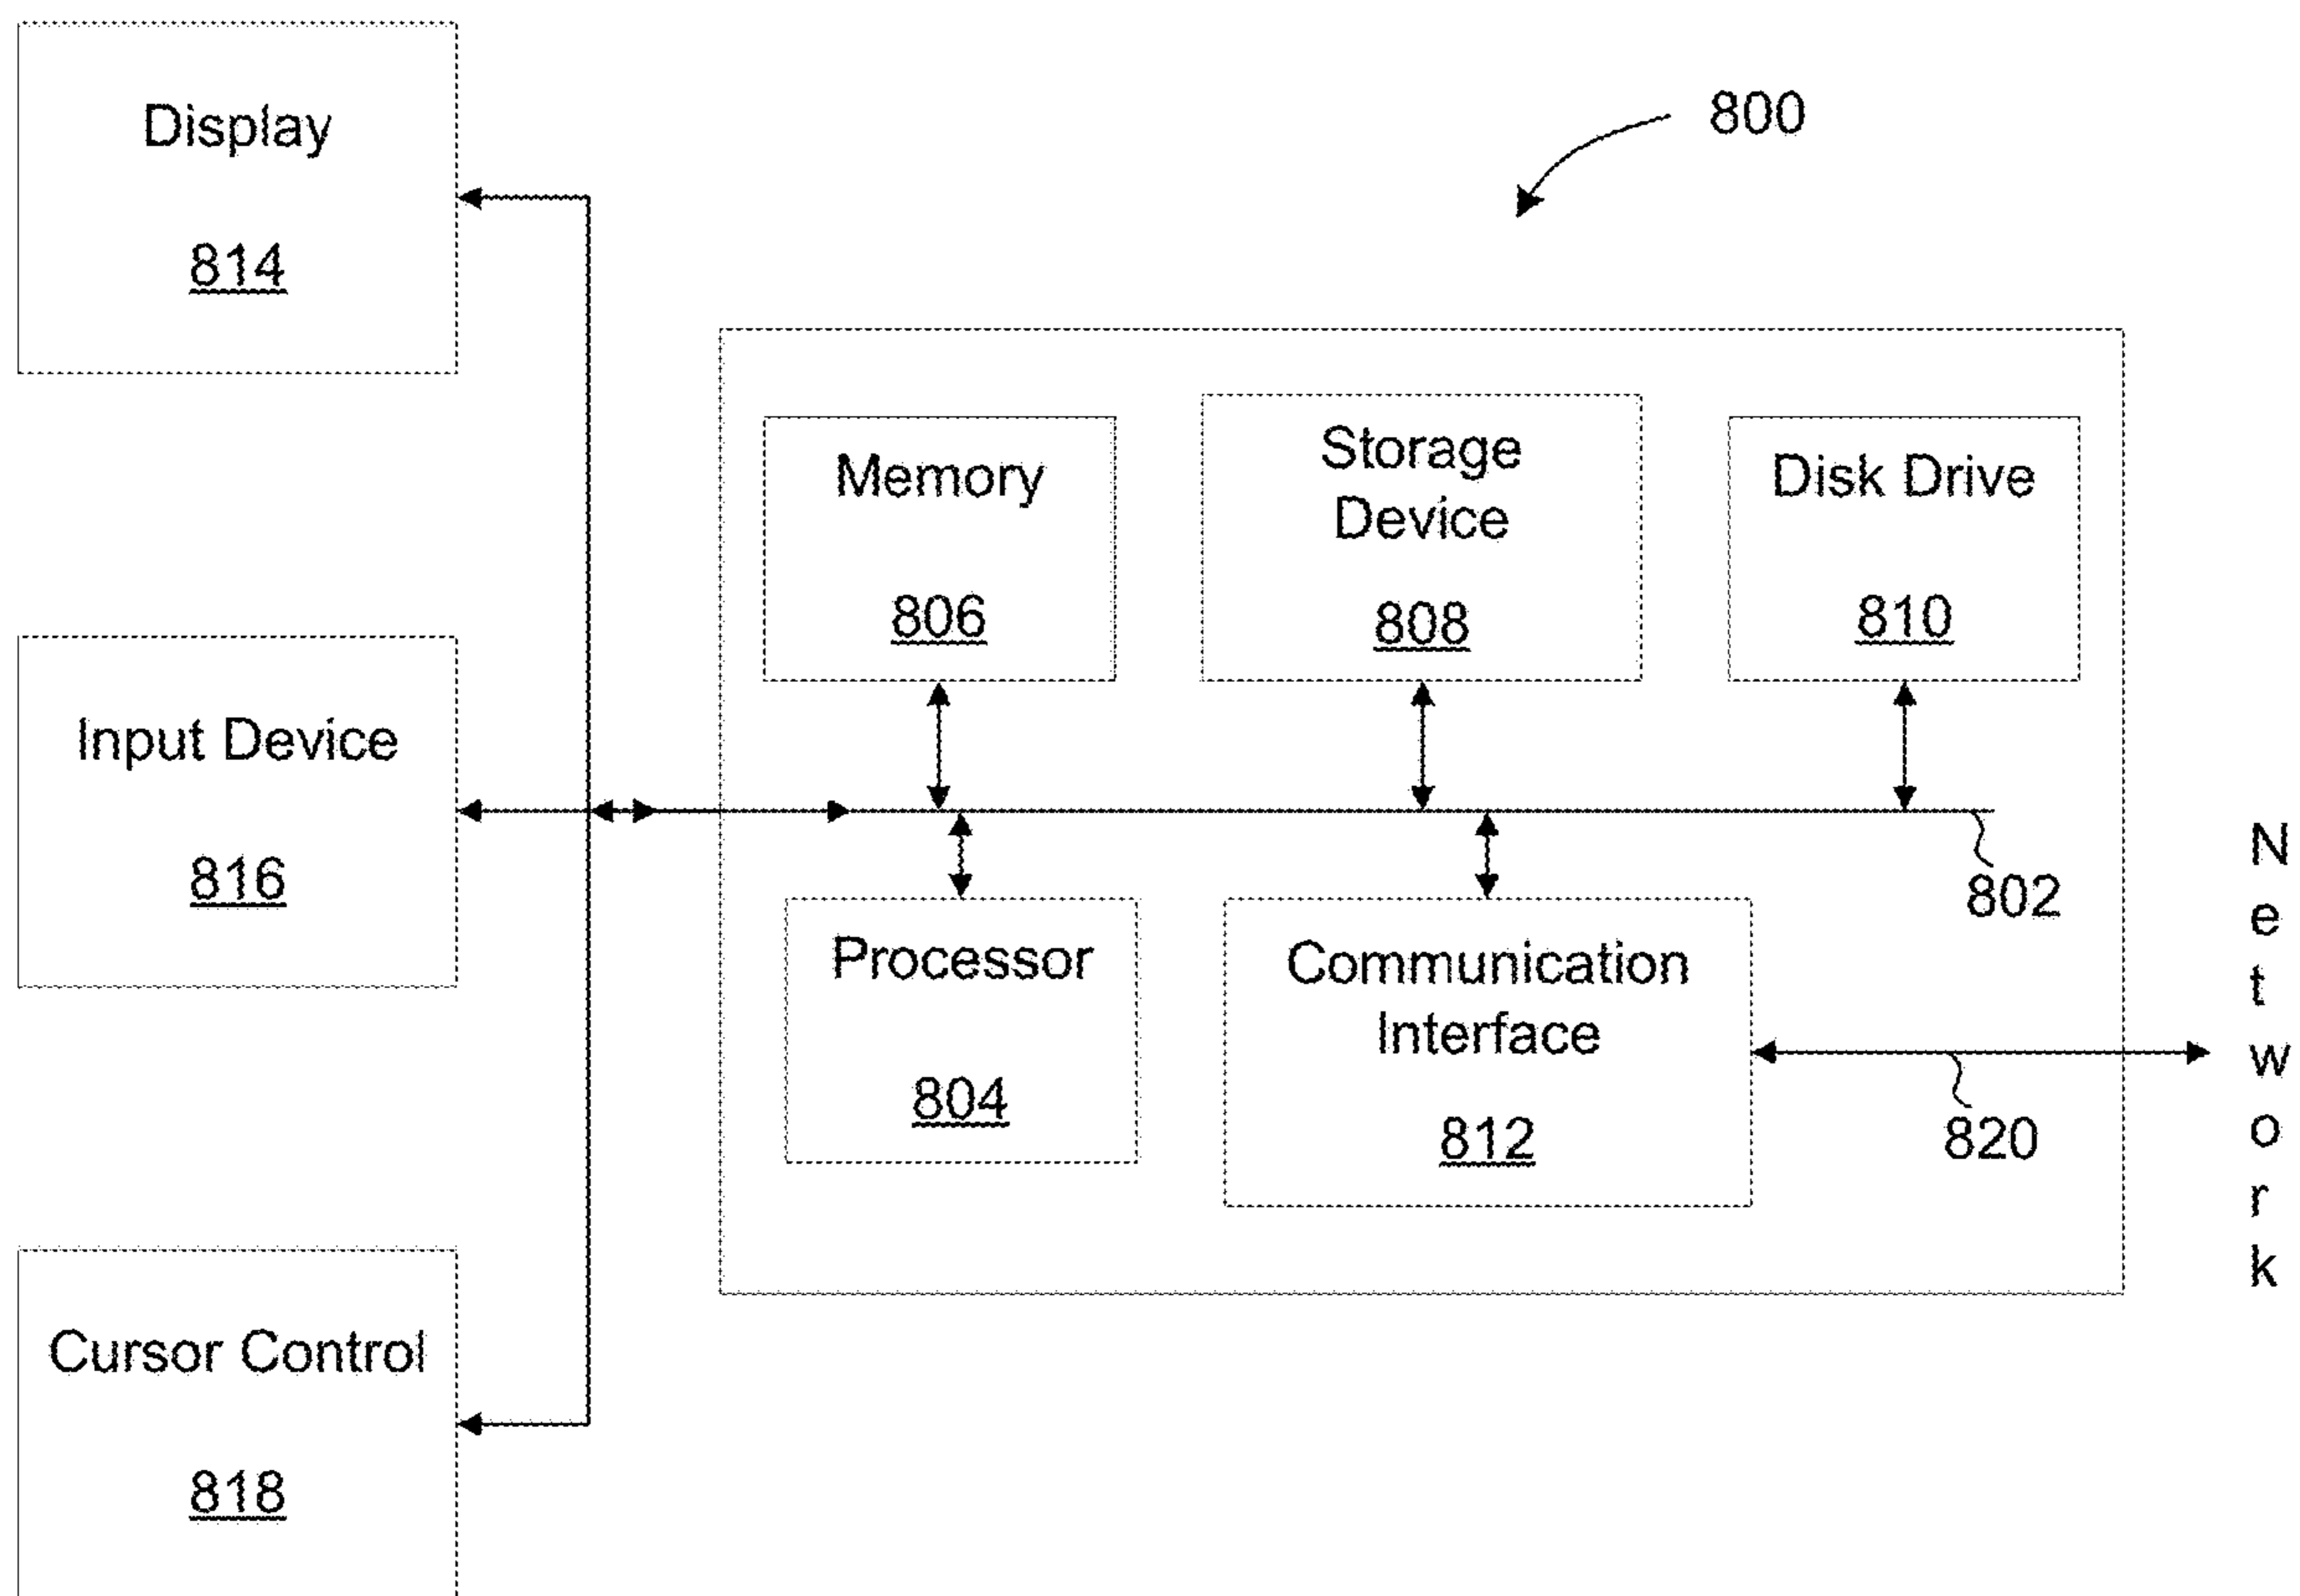 Display
814
800
Memory
806
Storage
Device
808
Disk Drive
810
Input Device
816
802
Processor
804
Communication
Interface
812
820
Network
Cursor Control
818